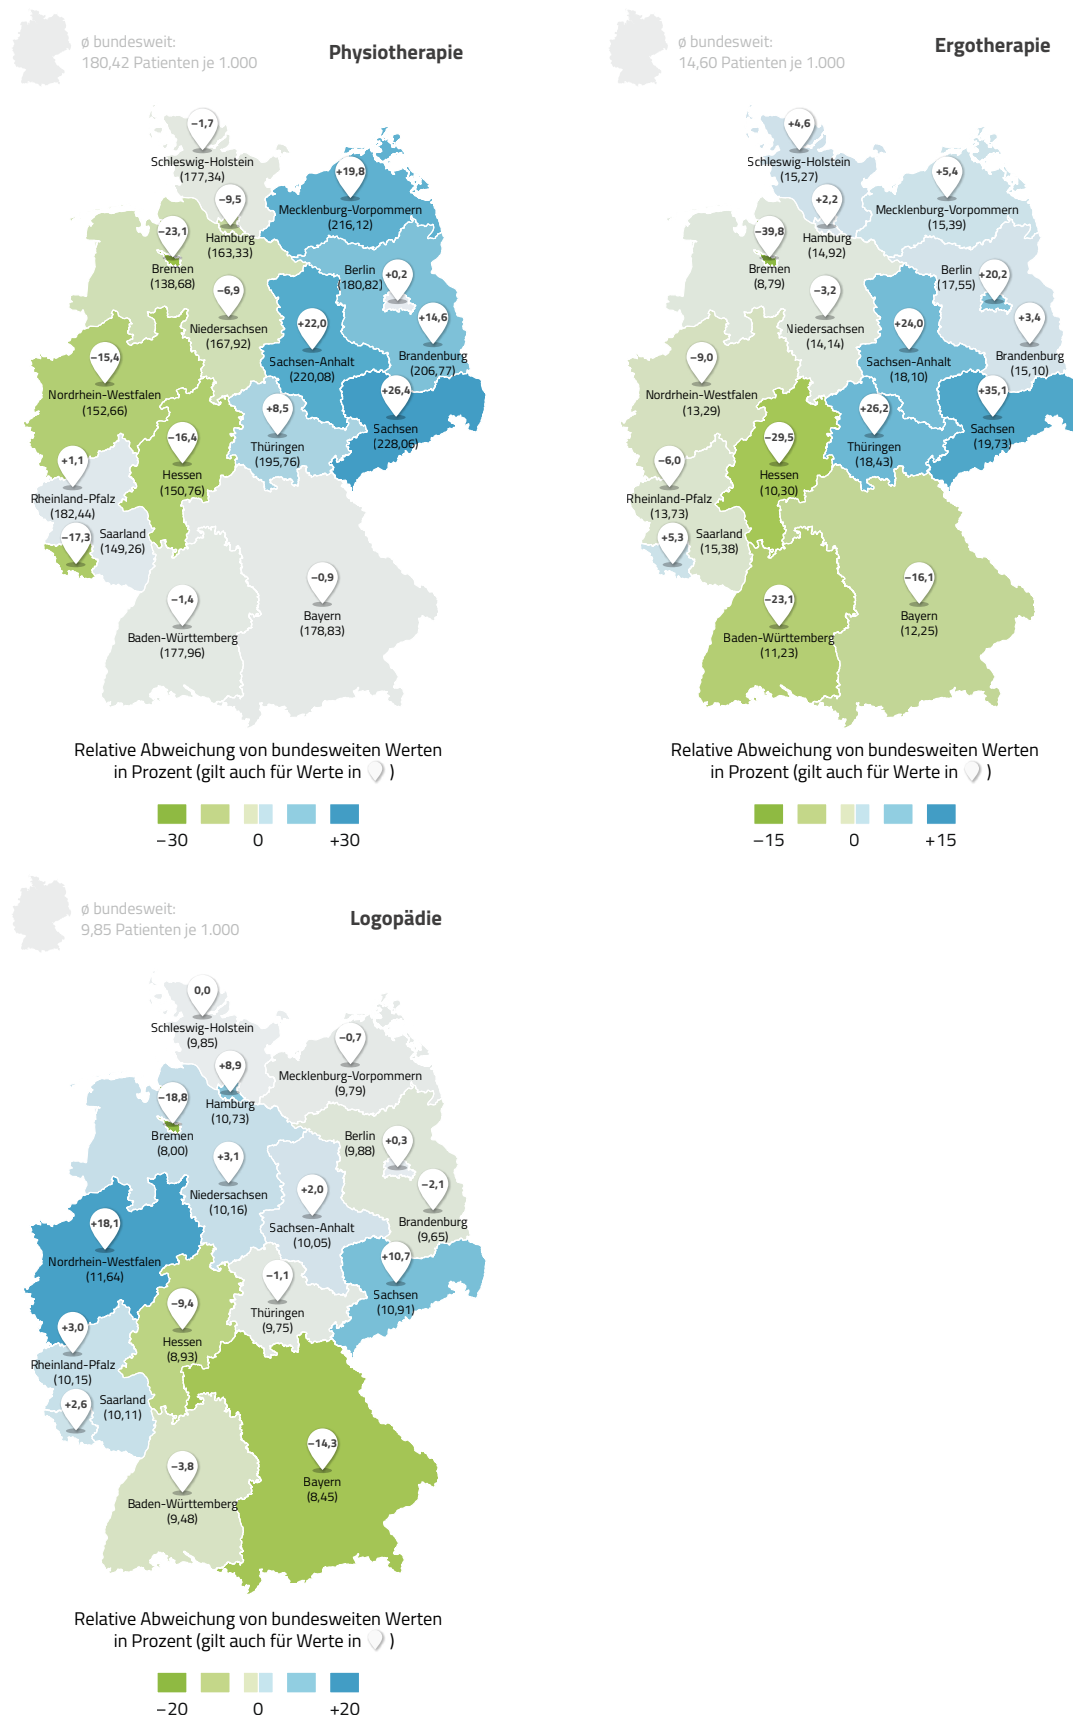 ø bundesweit:
180,42 Patienten je 1.000
Physiotherapie
–1,7
Schleswig-Holstein
(177,34)
+19,8
Mecklenburg-Vorpommern
(216,12)
–9,5
Hamburg
(163,33)
–23,1
Bremen
(138,68)
Berlin
(180,82)
+0,2
–6,9
Niedersachsen
(167,92)
+22,0
Sachsen-Anhalt
(220,08)
+14,6
Brandenburg
(206,77)
–15,4
Nordrhein-Westfalen
(152,66)
+26,4
Sachsen
(228,06)
+8,5
Thüringen
(195,76)
–16,4
Hessen
(150,76)
+1,1
Rheinland-Pfalz
(182,44)
–17,3
Saarland
(149,26)
–0,9
Bayern
(178,83)
–1,4
Baden-Württemberg
(177,96)
Relative Abweichung von bundesweiten Werten
in Prozent (gilt auch für Werte in )
–30 0 +30
ø bundesweit:
14,60 Patienten je 1.000
Ergotherapie
+4,6
Schleswig-Holstein
(15,27)
+5,4
Mecklenburg-Vorpommern
(15,39)
+2,2
Hamburg
(14,92)
–39,8
Bremen
(8,79)
Berlin
(17,55)
+20,2
–3,2
Niedersachsen
(14,14)
+24,0
Sachsen-Anhalt
(18,10)
+3,4
Brandenburg
(15,10)
–9,0
Nordrhein-Westfalen
(13,29)
+35,1
Sachsen
(19,73)
+26,2
Thüringen
(18,43)
–29,5
Hessen
(10,30)
–6,0
Rheinland-Pfalz
(13,73)
+5,3
Saarland
(15,38)
–16,1
Bayern
(12,25)
–23,1
Baden-Württemberg
(11,23)
Relative Abweichung von bundesweiten Werten
in Prozent (gilt auch für Werte in )
–15 0 +15
ø bundesweit:
9,85 Patienten je 1.000
Logopädie
0,0
Schleswig-Holstein
(9,85)
–0,7
Mecklenburg-Vorpommern
(9,79)
+8,9
Hamburg
(10,73)
–18,8
Bremen
(8,00)
Berlin
(9,88)
+0,3
+3,1
Niedersachsen
(10,16)
+2,0
Sachsen-Anhalt
(10,05)
–2,1
Brandenburg
(9,65)
+18,1
Nordrhein-Westfalen
(11,64)
+10,7
Sachsen
(10,91)
–1,1
Thüringen
(9,75)
–9,4
Hessen
(8,93)
+3,0
Rheinland-Pfalz
(10,15)
+2,6
Saarland
(10,11)
–14,3
Bayern
(8,45)
–3,8
Baden-Württemberg
(9,48)
Relative Abweichung von bundesweiten Werten
in Prozent (gilt auch für Werte in )
–20 0 +20